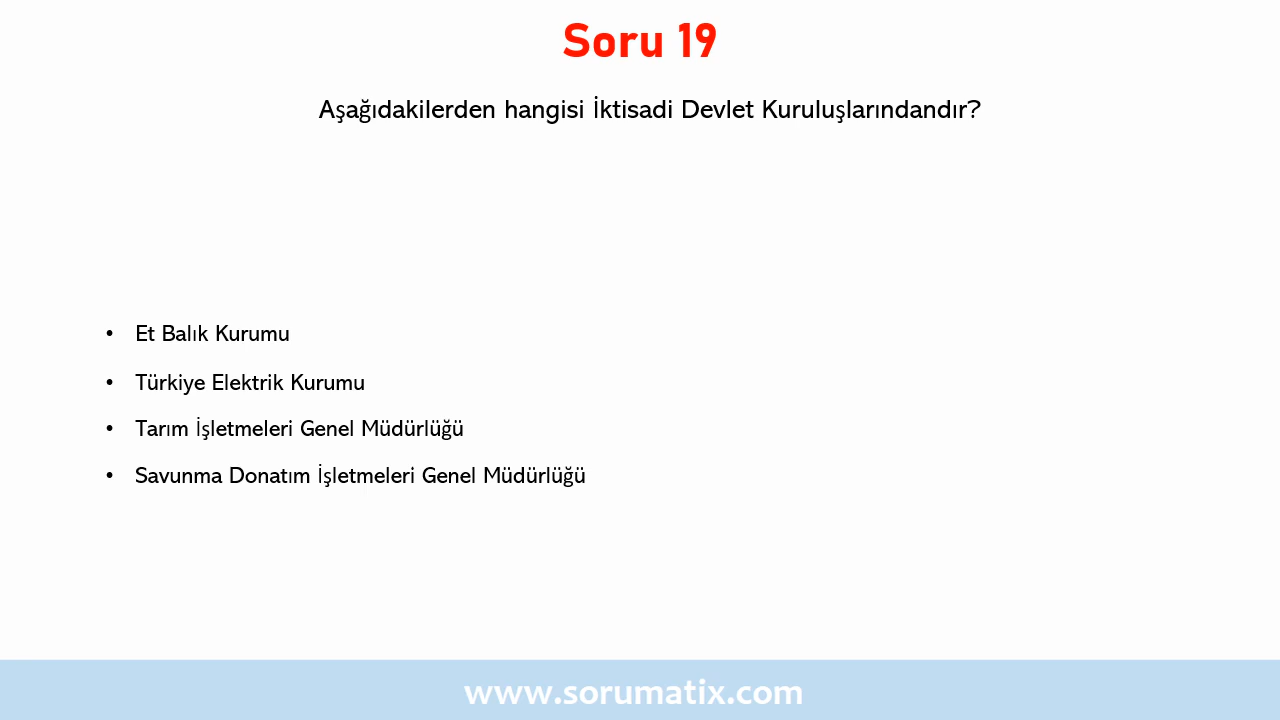 Soru 19
Aşağıdakilerden hangisi İktisadi Devlet Kuruluşlarındandır?
• Et Balık Kurumu
• Türkiye Elektrik Kurumu
• Tarım İşletmeleri Genel Müdürlüğü
• Savunma Donatım İşletmeleri Genel Müdürlüğü
www.sorumatix.com